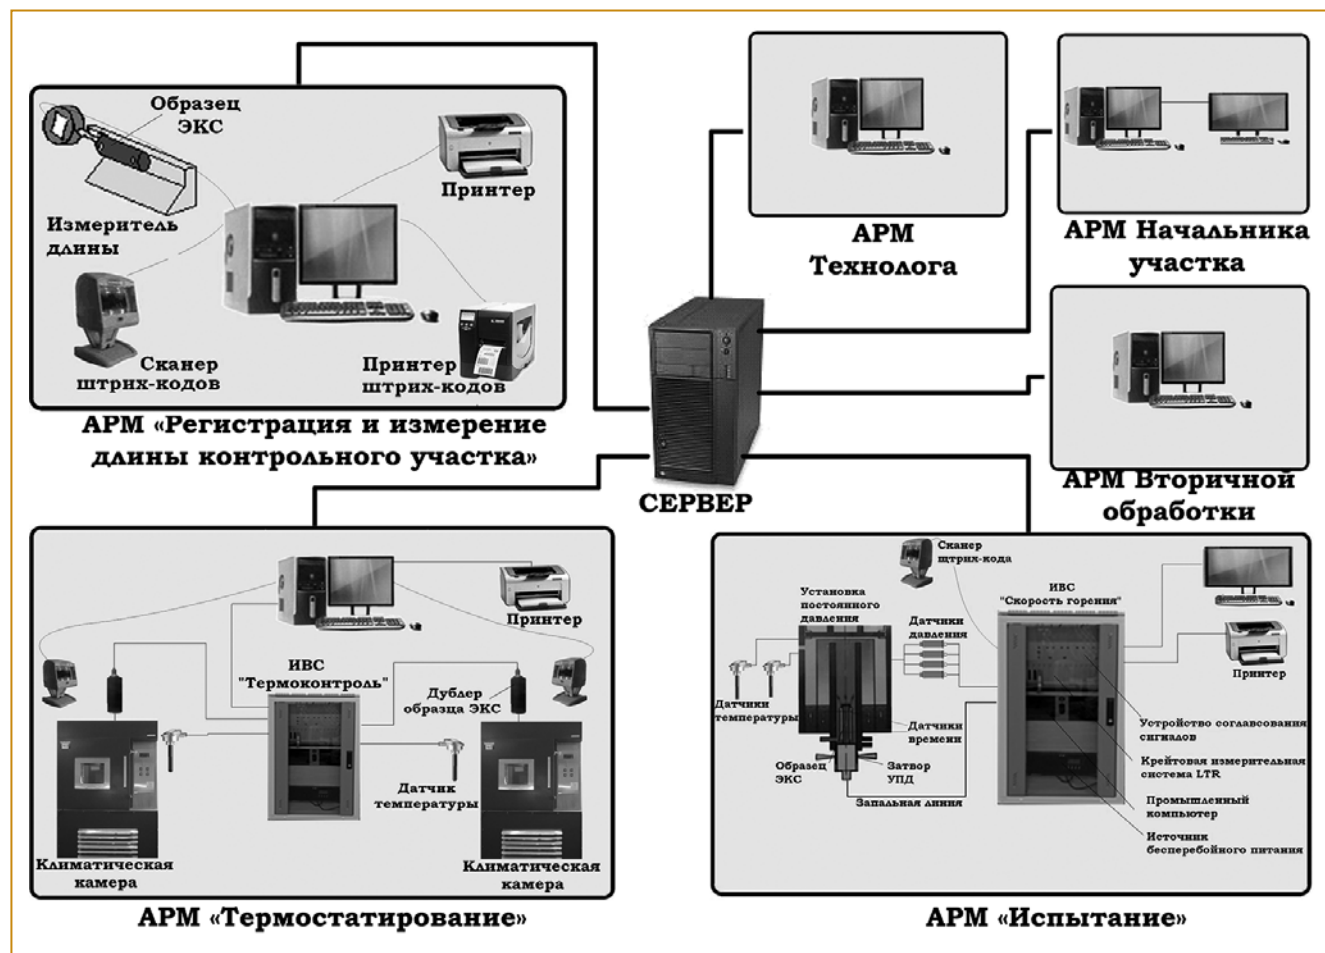 Образец
ЭКС
Принтер
Измеритель
длины
Сканер
штрих-кодов
Принтер
штрих-кодов
АРМ «Регистрация и измерение
длины контрольного участка»
АРМ
Технолога
АРМ Начальника
участка
СЕРВЕР
АРМ Вторичной
обработки
Принтер
ИВС
"Термоконтроль"
Дублер
образца ЭКС
Датчик
температуры
Климатическая
камера
Климатическая
камера
АРМ «Термостатирование»
Сканер
щтрих-кода
Установка
постоянного
давления
Датчики
давления
ИВС
"Скорость горения"
Принтер
Датчики
температуры
Датчики
времени
Образец
ЭКС
Затвор
УПД
Запальная линия
Устройство соглавсования
сигналов
Крейтовая измерительная
система LTR
Промышленный
компьютер
Источник
бесперебойного питания
АРМ «Испытание»